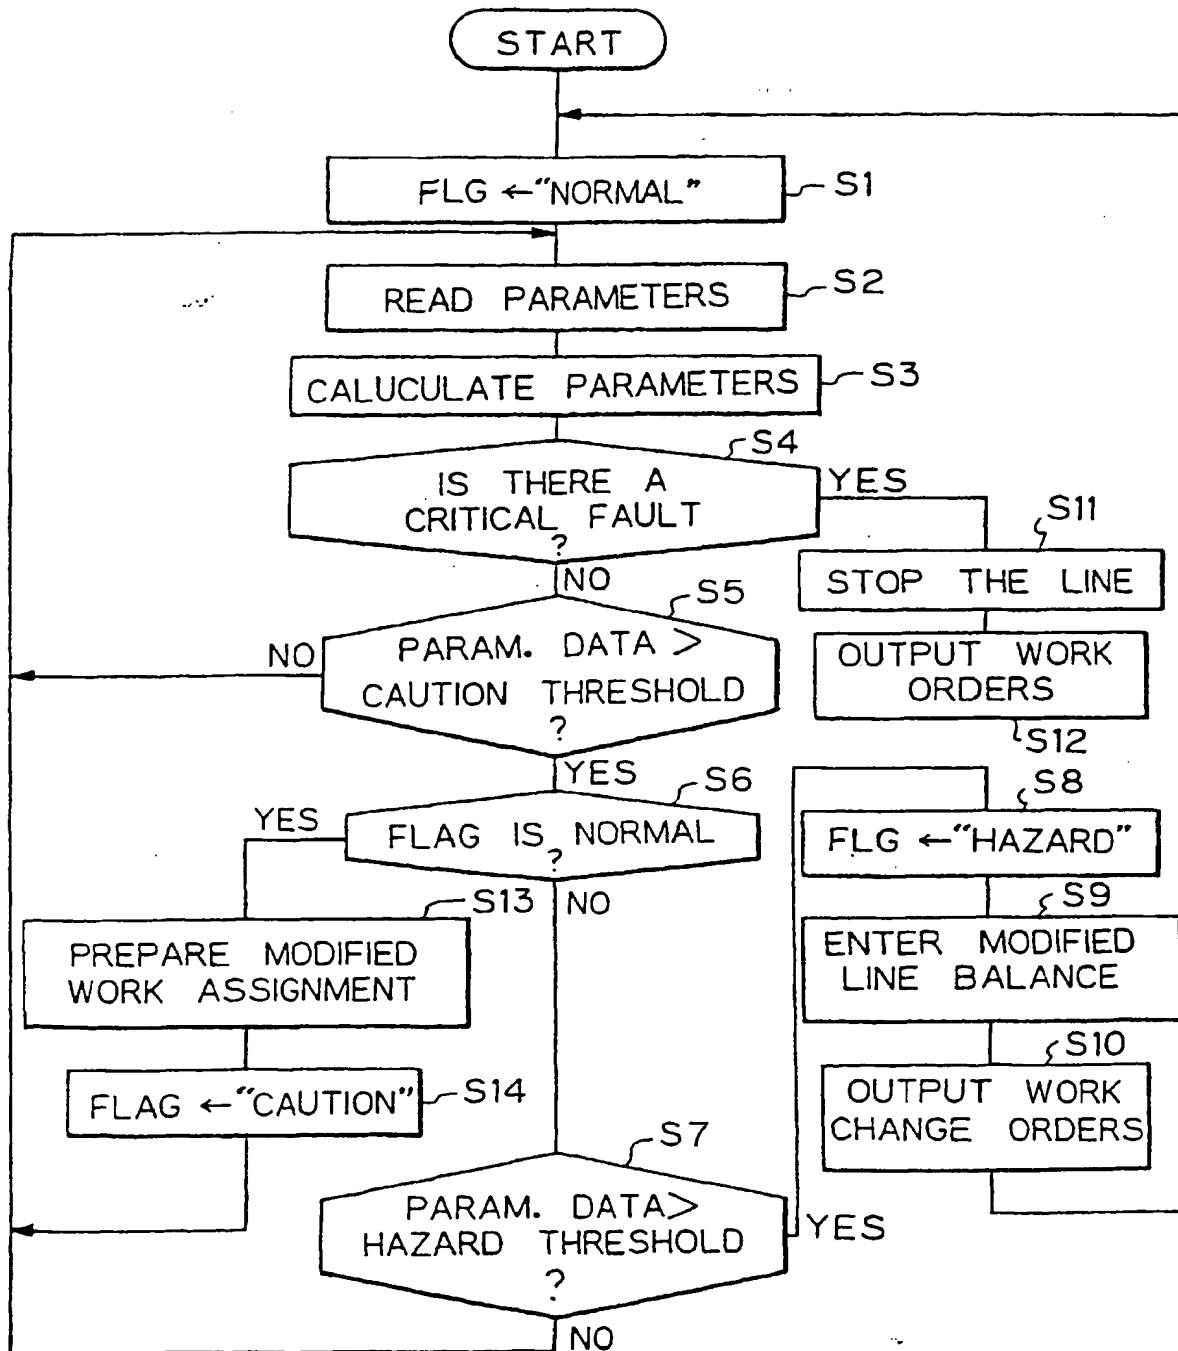 START
FLG ←"NORMAL"
S1
READ PARAMETERS
S2
CALUCULATE PARAMETERS
S3
S4
IS THERE A
CRITICAL FAULT
?
YES
NO
S11
STOP THE LINE
OUTPUT WORK
ORDERS
S12
S5
NO
PARAM. DATA >
CAUTION THRESHOLD
?
YES
S6
YES
FLAG IS NORMAL
?
NO
S8
FLG ←"HAZARD"
S9
ENTER MODIFIED
LINE BALANCE
S10
OUTPUT WORK
CHANGE ORDERS
S13
PREPARE MODIFIED
WORK ASSIGNMENT
FLAG ←"CAUTION"
S14
S7
PARAM. DATA>
HAZARD THRESHOLD
?
YES
NO